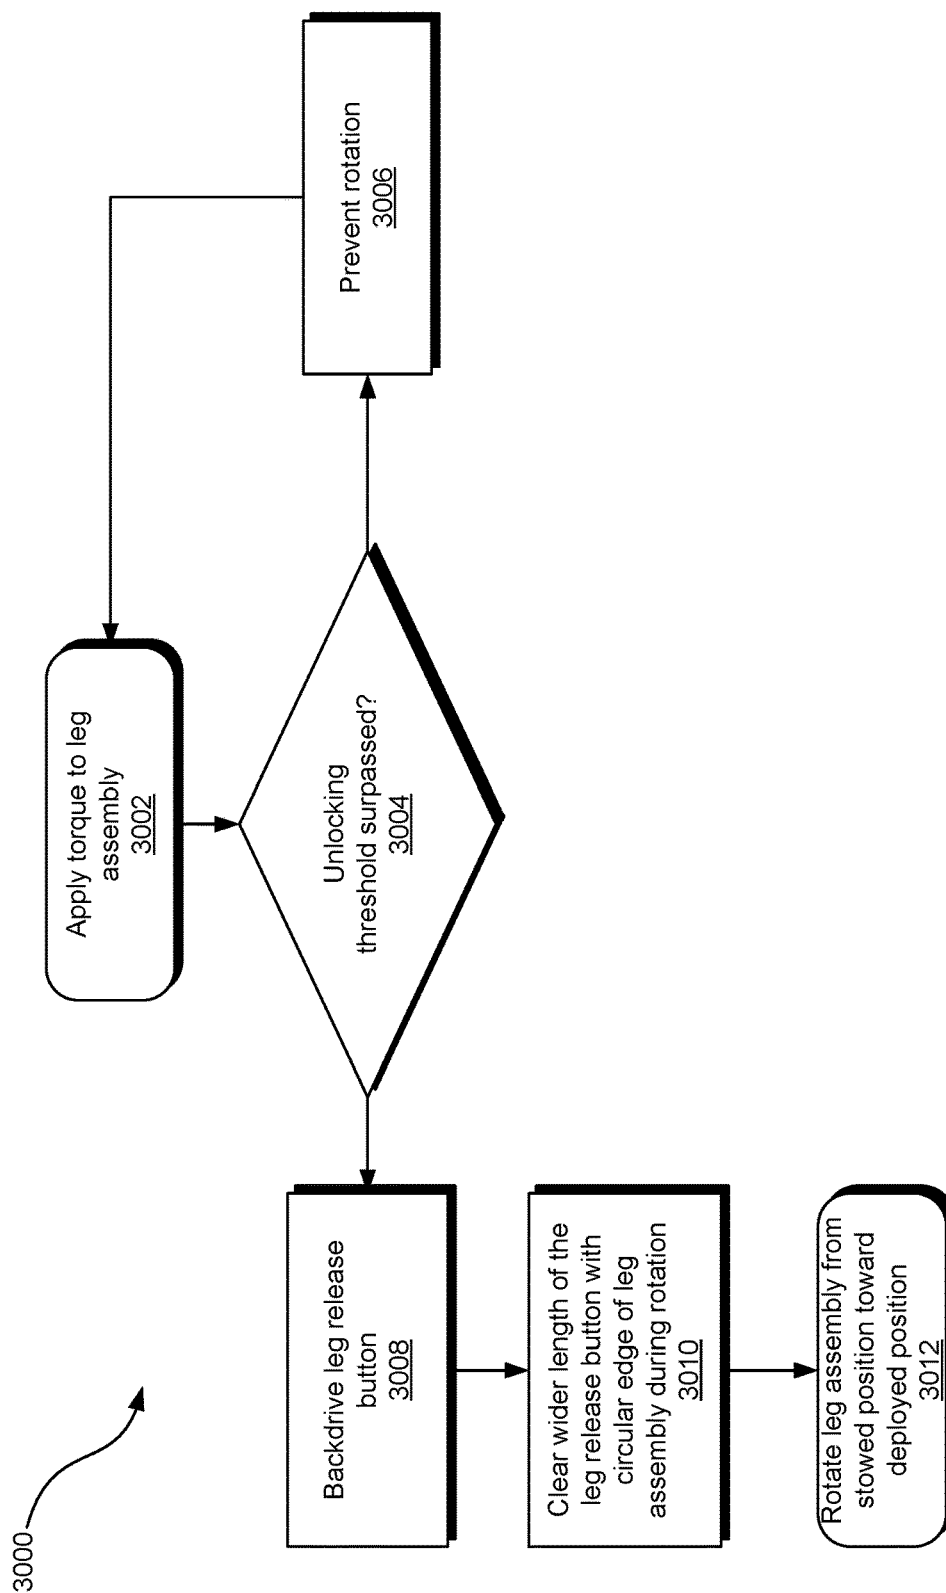 3000
Apply torque to leg
assembly
3002
Unlocking
threshold surpassed?
3004
Prevent rotation
3006
Backdrive leg release
button
3008
Clear wider length of the
leg release button with
circular edge of leg
assembly during rotation
3010
Rotate leg assembly from
stowed position toward
deployed position
3012